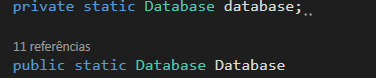 private static Database database;
11 referências
public static Database Database